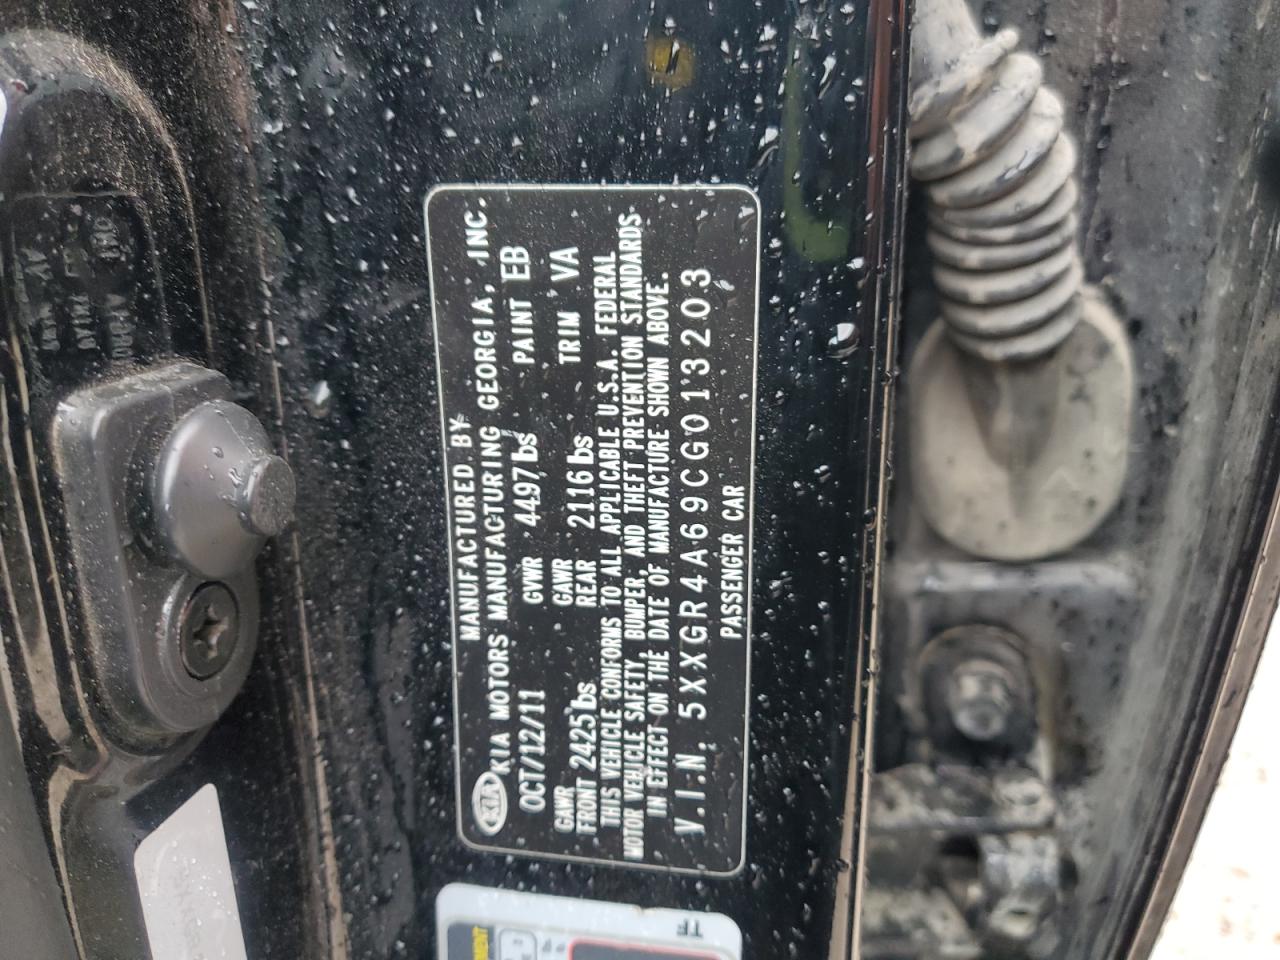 MANUFACTURED BY
KIA KIA MOTORS MANUFACTURING GEORGIA, INC.
OCT/12/11 GVWR 4497lbs PAINT EB
GAWR FRONT 2425lbs GAWR REAR 2116lbs TRIM VA
THIS VEHICLE CONFORMS TO ALL APPLICABLE U.S.A. FEDERAL
MOTOR VEHICLE SAFETY, BUMPER, AND THEFT PREVENTION STANDARDS
IN EFFECT ON THE DATE OF MANUFACTURE SHOWN ABOVE.
V.I.N. 5XXGR4A69CG013203
PASSENGER CAR
TF